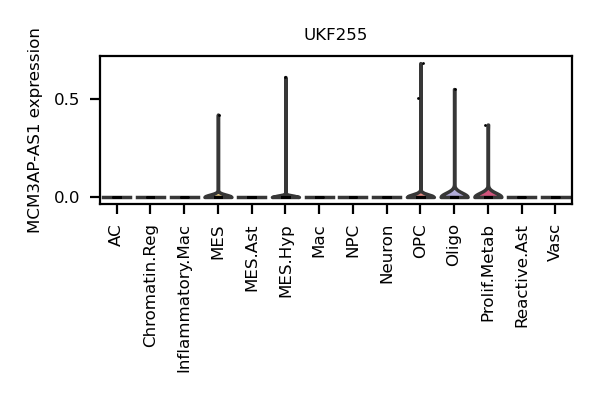 UKF255
MCM3AP-AS1 expression
0.5
0.0
AC
Chromatin.Reg
Inflammatory.Mac
MES
MES.Ast
MES.Hyp
Mac
NPC
Neuron
OPC
Oligo
Prolif.Metab
Reactive.Ast
Vasc